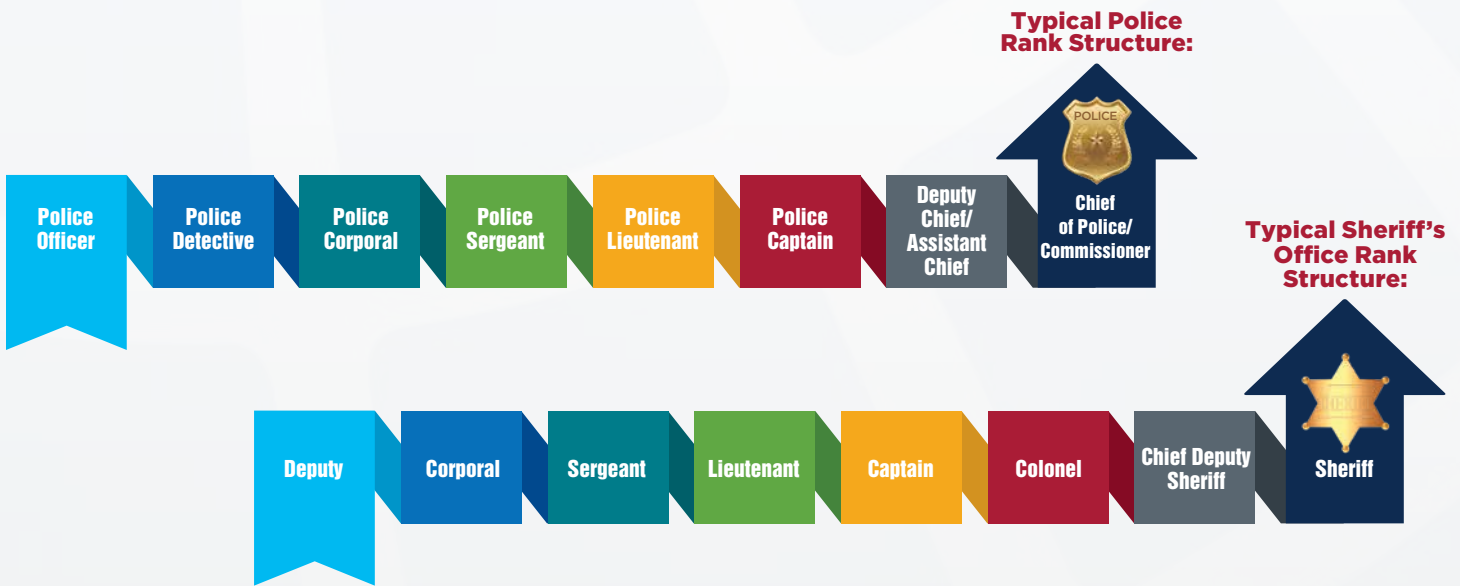 Typical Police
Rank Structure:
POLICE
Police
Officer
Police
Detective
Police
Corporal
Police
Sergeant
Police
Lieutenant
Police
Captain
Deputy
Chief/
Assistant
Chief
Chief
of Police/
Commissioner
Typical Sheriff's
Office Rank
Structure:
Deputy
Corporal
Sergeant
Lieutenant
Captain
Colonel
Chief Deputy
Sheriff
Sheriff